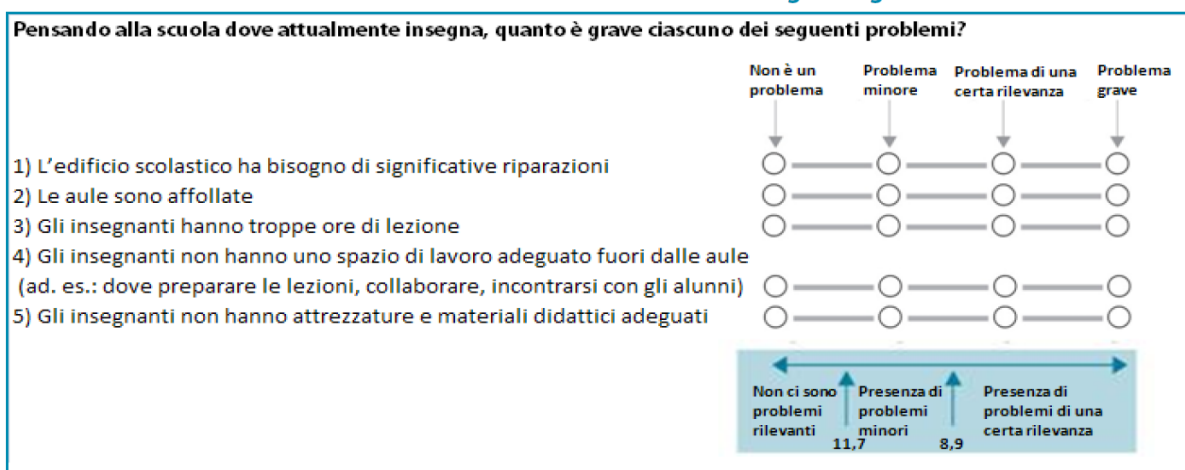 Pensando alla scuola dove attualmente insegna, quanto è grave ciascuno dei seguenti problemi?
Non è un problema
Problema minore
Problema di una certa rilevanza
Problema grave
1) L'edificio scolastico ha bisogno di significative riparazioni
2) Le aule sono affollate
3) Gli insegnanti hanno troppe ore di lezione
4) Gli insegnanti non hanno uno spazio di lavoro adeguato fuori dalle aule
(ad. es.: dove preparare le lezioni, collaborare, incontrarsi con gli alunni)
5) Gli insegnanti non hanno attrezzature e materiali didattici adeguati
Non ci sono
problemi
rilevanti
11,7
Presenza di
problemi
minori
8,9
Presenza di
problemi di una
certa rilevanza